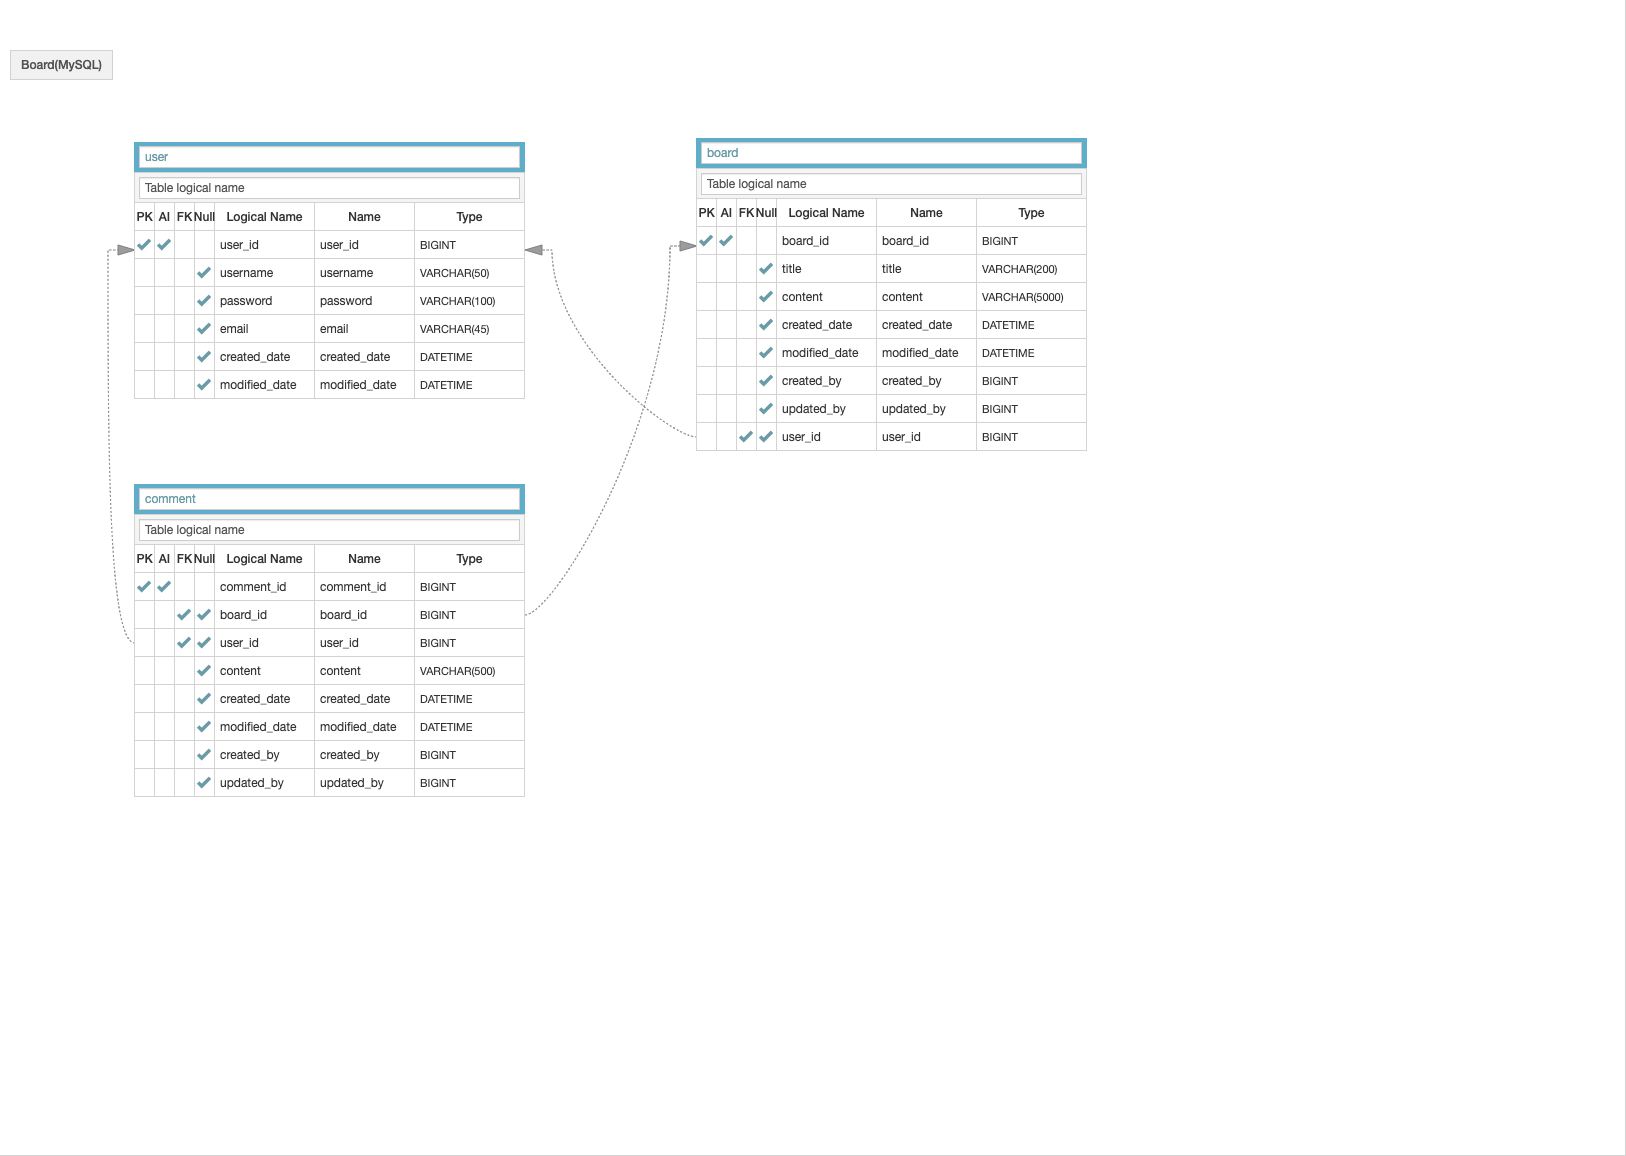 Board(MySQL)
user
Table logical name
PK AI FK Null Logical Name Name Type
user_id user_id BIGINT
username username VARCHAR(50)
password password VARCHAR(100)
email email VARCHAR(45)
created_date created_date DATETIME
modified_date modified_date DATETIME
board
Table logical name
PK AI FK Null Logical Name Name Type
board_id board_id BIGINT
title title VARCHAR(200)
content content VARCHAR(5000)
created_date created_date DATETIME
modified_date modified_date DATETIME
created_by created_by BIGINT
updated_by updated_by BIGINT
user_id user_id BIGINT
comment
Table logical name
PK AI FK Null Logical Name Name Type
comment_id comment_id BIGINT
board_id board_id BIGINT
user_id user_id BIGINT
content content VARCHAR(500)
created_date created_date DATETIME
modified_date modified_date DATETIME
created_by created_by BIGINT
updated_by updated_by BIGINT